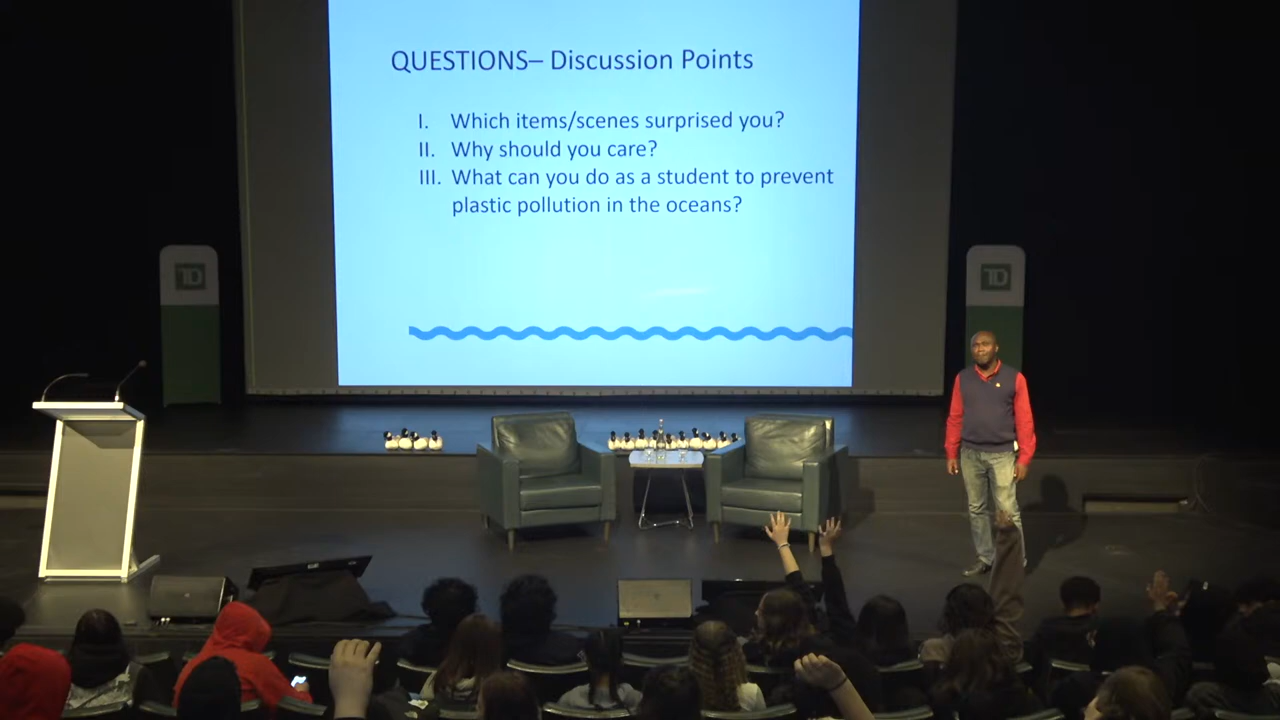 QUESTIONS– Discussion Points
I. Which items/scenes surprised you?
II. Why should you care?
III. What can you do as a student to prevent
plastic pollution in the oceans?
TD
TD